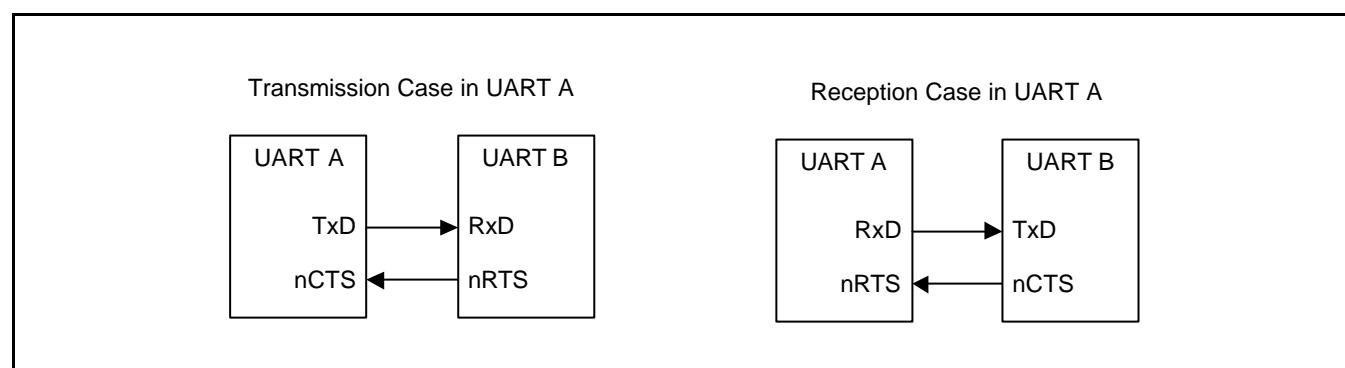 Transmission Case in UART A
UART A
UART B
TxD
RxD
nCTS
nRTS
Reception Case in UART A
UART A
UART B
RxD
TxD
nRTS
nCTS